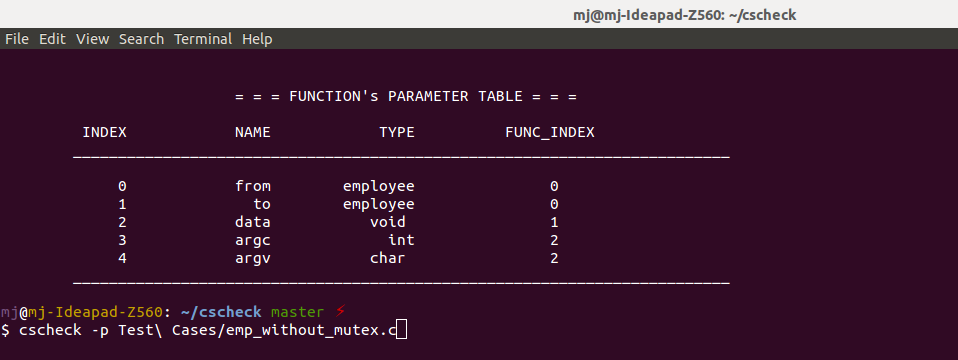 mj@mj-Ideapad-Z560: ~/cscheck
File Edit View Search Terminal Help
= = = FUNCTION's PARAMETER TABLE = = =
INDEX NAME TYPE FUNC_INDEX
0 from employee 0
1 to employee 0
2 data void 1
3 argc int 2
4 argv char 2
mj@mj-Ideapad-Z560: ~/cscheck master ⚡
$ cscheck -p Test\ Cases/emp_without_mutex.c